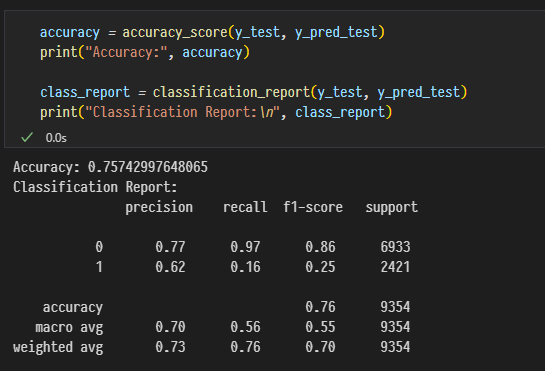 accuracy = accuracy_score(y_test, y_pred_test)
print("Accuracy:", accuracy)
class_report = classification_report(y_test, y_pred_test)
print("Classification Report:\n", class_report)
0.0s
Accuracy: 0.75742997648065
Classification Report:
precision recall f1-score support
0 0.77 0.97 0.86 6933
1 0.62 0.16 0.25 2421
accuracy 0.76 9354
macro avg 0.70 0.56 0.55 9354
weighted avg 0.73 0.76 0.70 9354